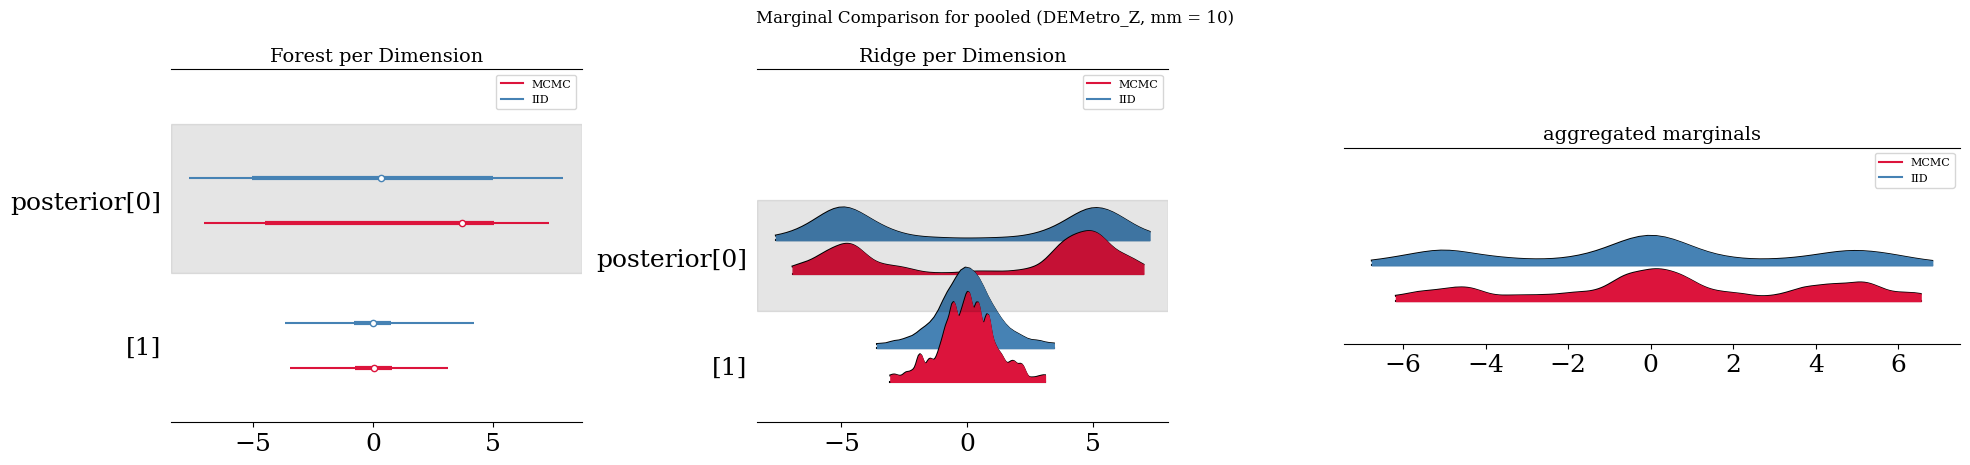 Marginal Comparison for pooled (DEMetro_Z, mm = 10)
Forest per Dimension
MCMC
IID
posterior[0]
[1]
−5 0 5
Ridge per Dimension
MCMC
IID
posterior[0]
[1]
−5 0 5
aggregated marginals
MCMC
IID
−6 −4 −2 0 2 4 6